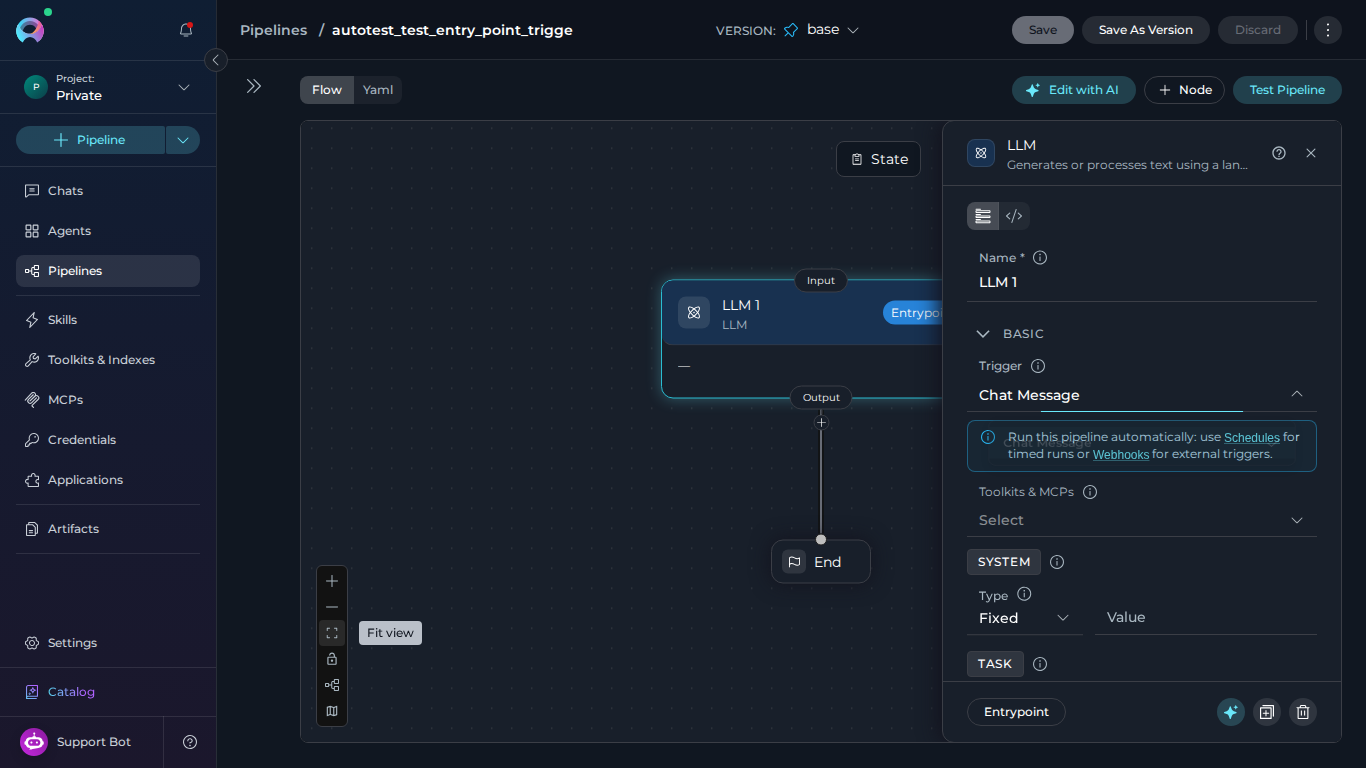 Pipelines / autotest_test_entry_point_trigge
VERSION: base
Save
Save As Version
Discard
P
Project:
Private
Pipeline
Chats
Agents
Pipelines
Skills
Toolkits & Indexes
MCPs
Credentials
Applications
Artifacts
Settings
Catalog
Support Bot
Flow
Yaml
Edit with AI
Node
Test Pipeline
State
Input
LLM 1
LLM
Entrypoi
—
Output
End
Fit view
LLM
Generates or processes text using a lan...
Name *
LLM 1
BASIC
Trigger
Chat Message
Chat Message
Run this pipeline automatically: use Schedules for
timed runs or Webhooks for external triggers.
Toolkits & MCPs
Select
SYSTEM
Type
Fixed
Value
TASK
Entrypoint